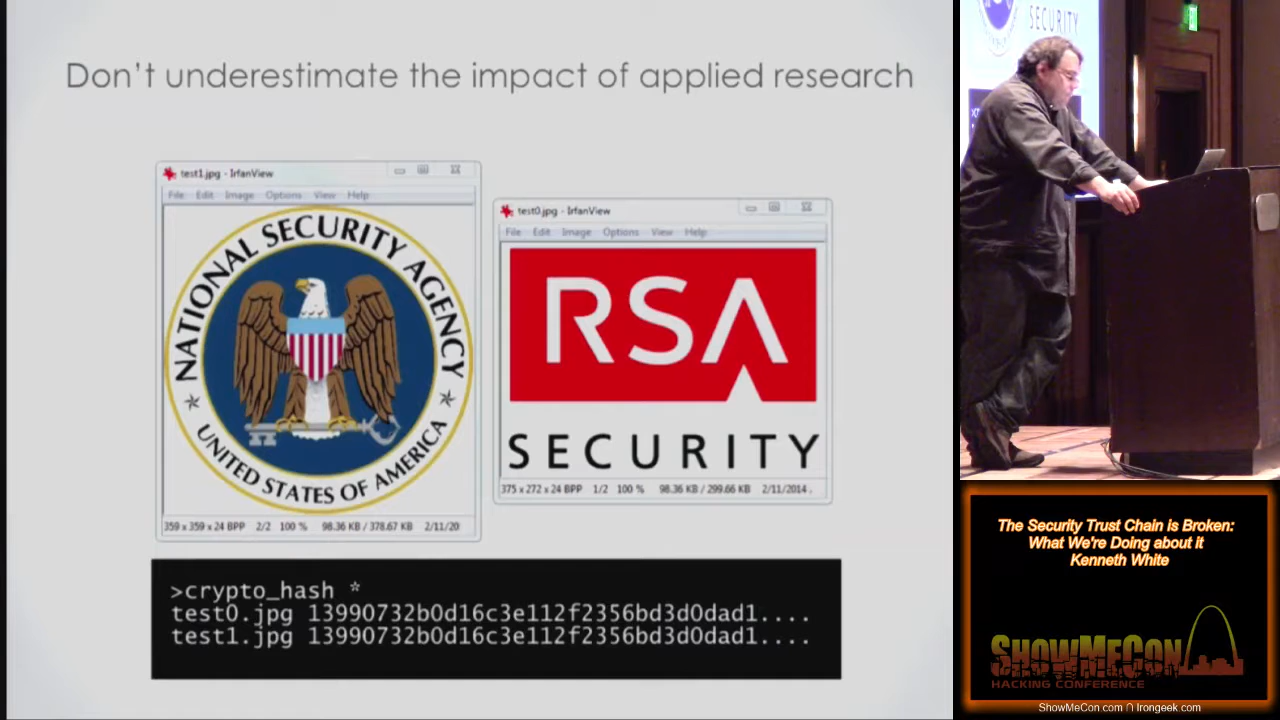 Don't underestimate the impact of applied research
test1.jpg - IrfanView
File Edit Image Options View Help
NATIONAL SECURITY AGENCY
UNITED STATES OF AMERICA
359 x 359 x 24 BPP 2/2 100 % 98.36 KB / 378.67 KB 2/11/20
test0.jpg - IrfanView
File Edit Image Options View Help
RSA
SECURITY
375 x 272 x 24 BPP 1/2 100 % 98.36 KB / 299.66 KB 2/11/2014 .
>crypto_hash *
test0.jpg 13990732b0d16c3e112f2356bd3d0dad1....
test1.jpg 13990732b0d16c3e112f2356bd3d0dad1....
SECURITY
The Security Trust Chain is Broken:
What We're Doing about it
Kenneth White
SHOWMECON
HACKING CONFERENCE
ShowMeCon.com ∩ Irongeek.com